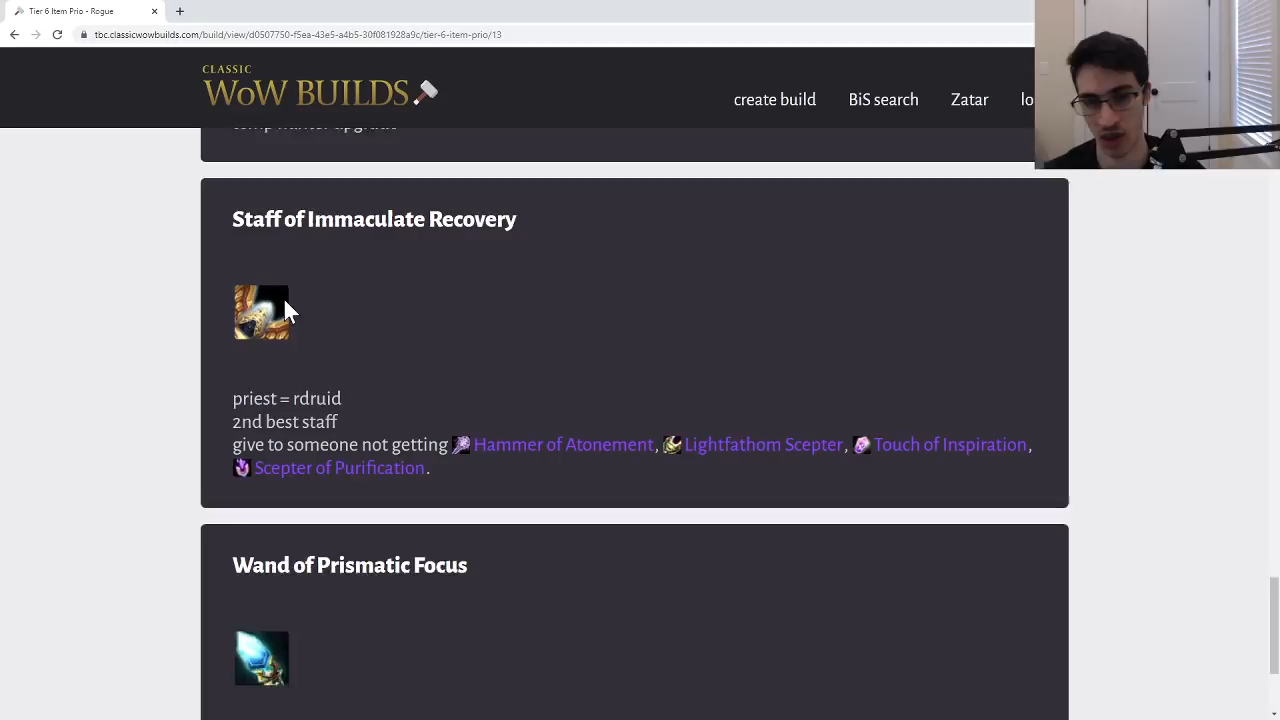 Tier 6 Item Prio - Rogue
tbc.classicwowbuilds.com/build/view/d0507750-f5ea-43e5-a4b5-30f081928a9c/tier-6-item-prio/13
CLASSIC
WoW BUILDS
create build BiS search Zatar lo
Staff of Immaculate Recovery
priest = rdruid
2nd best staff
give to someone not getting Hammer of Atonement, Lightfathom Scepter, Touch of Inspiration,
Scepter of Purification.
Wand of Prismatic Focus